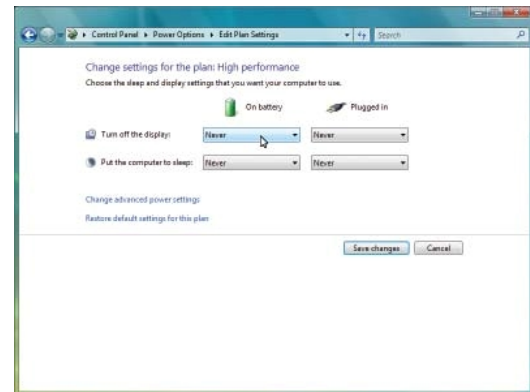 Control Panel Power Options Edit Plan Settings Search
Change settings for the plan: High performance
Choose the sleep and display settings that you want your computer to use.
On battery Plugged in
Turn off the display: Never Never
Put the computer to sleep: Never Never
Change advanced power settings
Restore default settings for this plan
Save changes Cancel